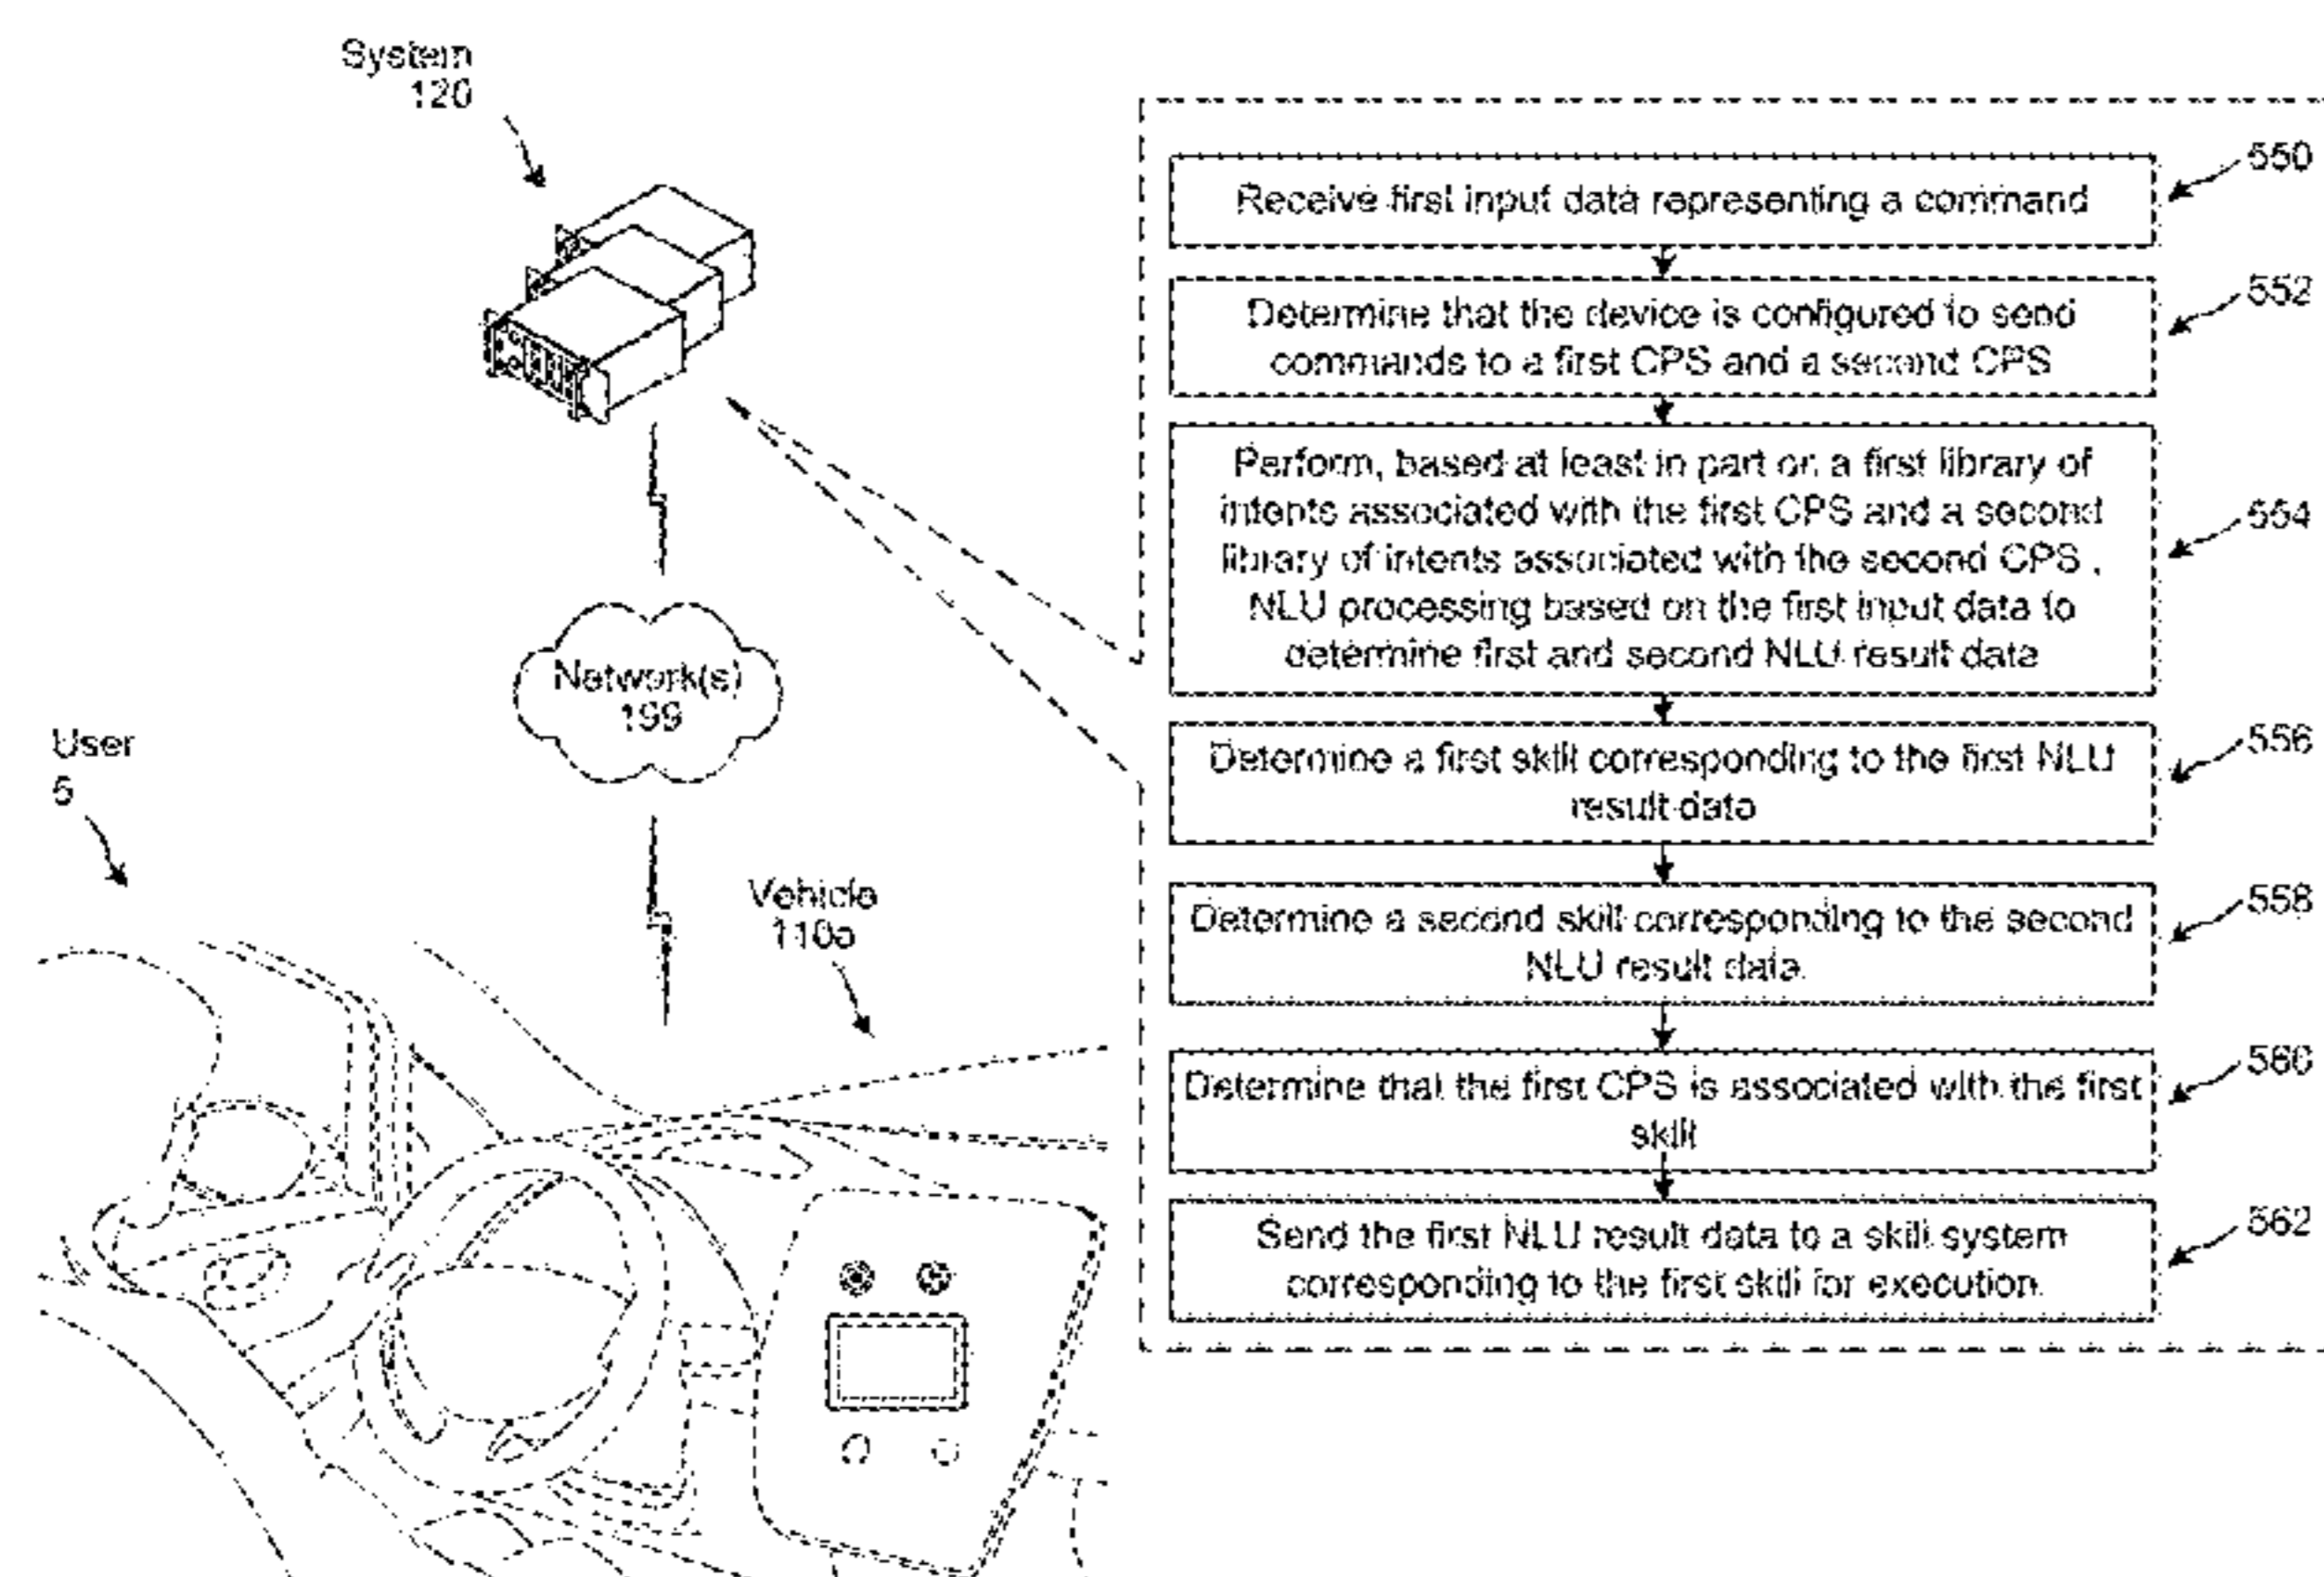 System
120
Receive first input data representing a command
550
Determine that the device is configured to send
commands to a first CPS and a second CPS
552
Perform, based at least in part on a first library of
intents associated with the first CPS and a second
library of intents associated with the second CPS ,
NLU processing based on the first input data to
determine first and second NLU result data
554
Network(s)
199
Determine a first skill corresponding to the first NLU
result data
556
User
5
Determine a second skill corresponding to the second
NLU result data.
558
Vehicle
110a
Determine that the first CPS is associated with the first
skill
560
Send the first NLU result data to a skill system
corresponding to the first skill for execution.
562